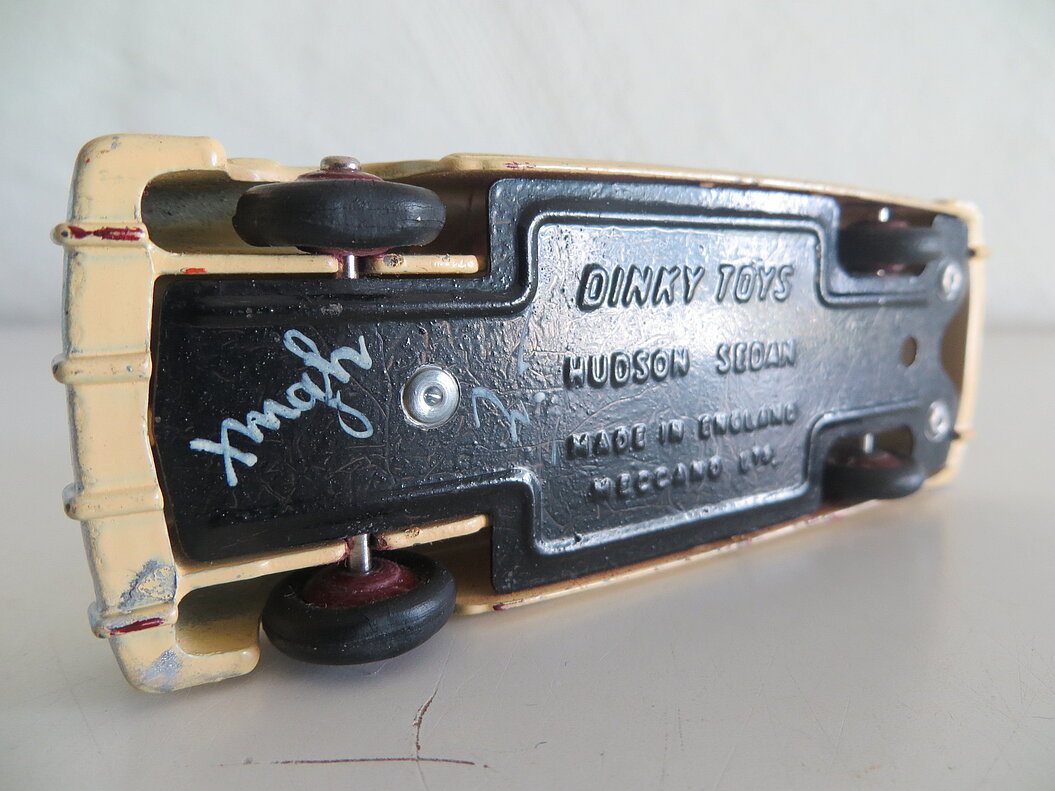 DINKY TOYS
HUDSON SEDAN
MADE IN ENGLAND
MECCANO LTD.